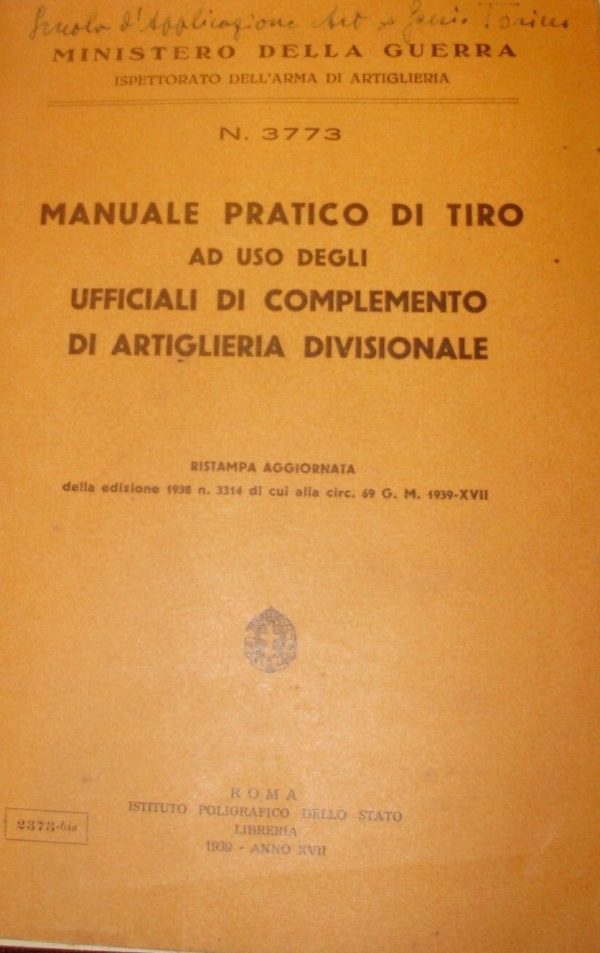 Scuola d'Applicazione Art e Genio Torino
MINISTERO DELLA GUERRA
ISPETTORATO DELL'ARMA DI ARTIGLIERIA
N. 3773
MANUALE PRATICO DI TIRO
AD USO DEGLI
UFFICIALI DI COMPLEMENTO
DI ARTIGLIERIA DIVISIONALE
RISTAMPA AGGIORNATA
della edizione 1938 n. 3314 di cui alla circ. 69 G. M. 1939-XVII
ROMA
ISTITUTO POLIGRAFICO DELLO STATO
LIBRERIA
1939 - ANNO XVII
2373-bis